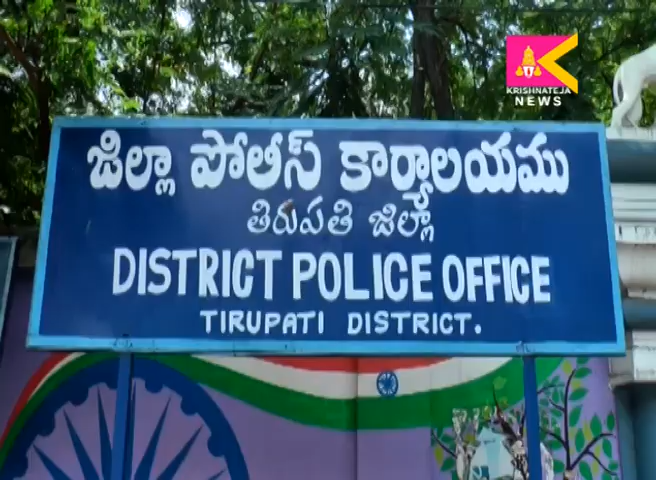 KRISHNATEJA
NEWS
జిల్లా పోలీస్ కార్యాలయము
తిరుపతి జిల్లా
DISTRICT POLICE OFFICE
TIRUPATI DISTRICT.